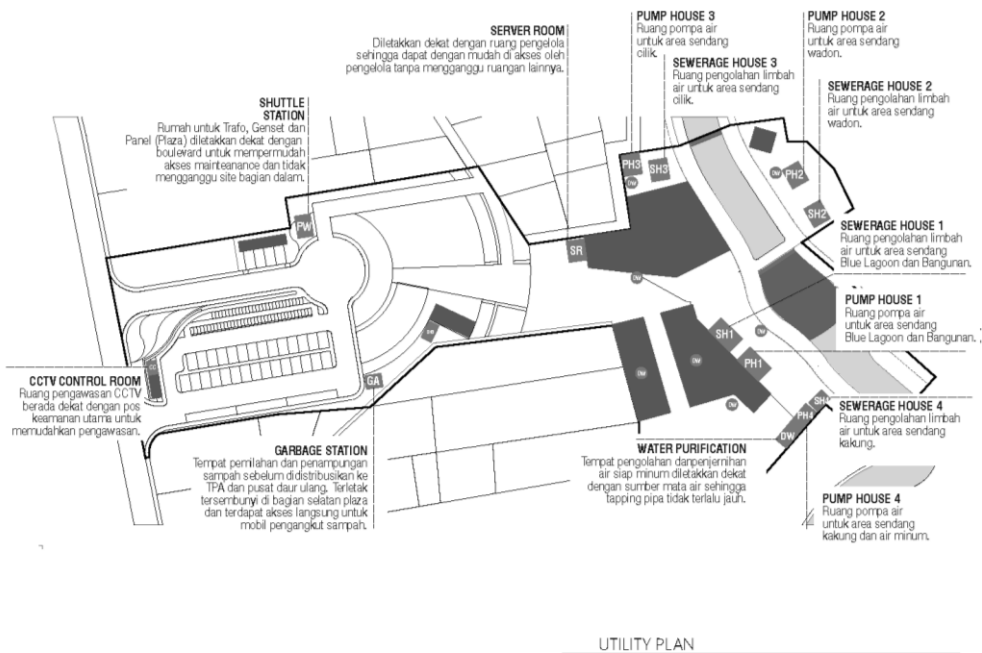 PUMP HOUSE 3
Ruang pompa air
untuk area sendang
cilik.
PUMP HOUSE 2
Ruang pompa air
untuk area sendang
wadon.
SERVER ROOM
Diletakkan dekat dengan ruang pengelola
sehingga dapat dengan mudah di akses oleh
pengelola tanpa mengganggu ruangan lainnya.
SEWERAGE HOUSE 3
Ruang pengolahan limbah
air untuk area sendang
cilik.
SEWERAGE HOUSE 2
Ruang pengolahan limbah
air untuk area sendang
wadon.
SHUTTLE
STATION
Rumah untuk Trafo, Genset dan
Panel (Plaza) diletakkan dekat dengan
boulevard untuk mempermudah
akses mainteanance dan tidak
mengganggu site bagian dalam.
PH3
SH3
DW
DW
PH2
SH2
PW
SR
DW
SEWERAGE HOUSE 1
Ruang pengolahan limbah
air untuk area sendang
Blue Lagoon dan Bangunan.
PUMP HOUSE 1
Ruang pompa air
untuk area sendang
Blue Lagoon dan Bangunan.
SH1
DW
PH1
DW
DW
DW
CC
GA
SH4
PH4
DW
CCTV CONTROL ROOM
Ruang pengawasan CCTV
berada dekat dengan pos
keamanan utama untuk
memudahkan pengawasan.
SEWERAGE HOUSE 4
Ruang pengolahan limbah
air untuk area sendang
kakung.
GARBAGE STATION
Tempat pemilahan dan penampungan
sampah sebelum didistribusikan ke
TPA dan pusat daur ulang. Terletak
tersembunyi di bagian selatan plaza
dan terdapat akses langsung untuk
mobil pengangkut sampah.
WATER PURIFICATION
Tempat pengolahan danpenjernihan
air siap minum diletakkan dekat
dengan sumber mata air sehingga
tapping pipa tidak terlalu jauh.
PUMP HOUSE 4
Ruang pompa air
untuk area sendang
kakung dan air minum.
UTILITY PLAN